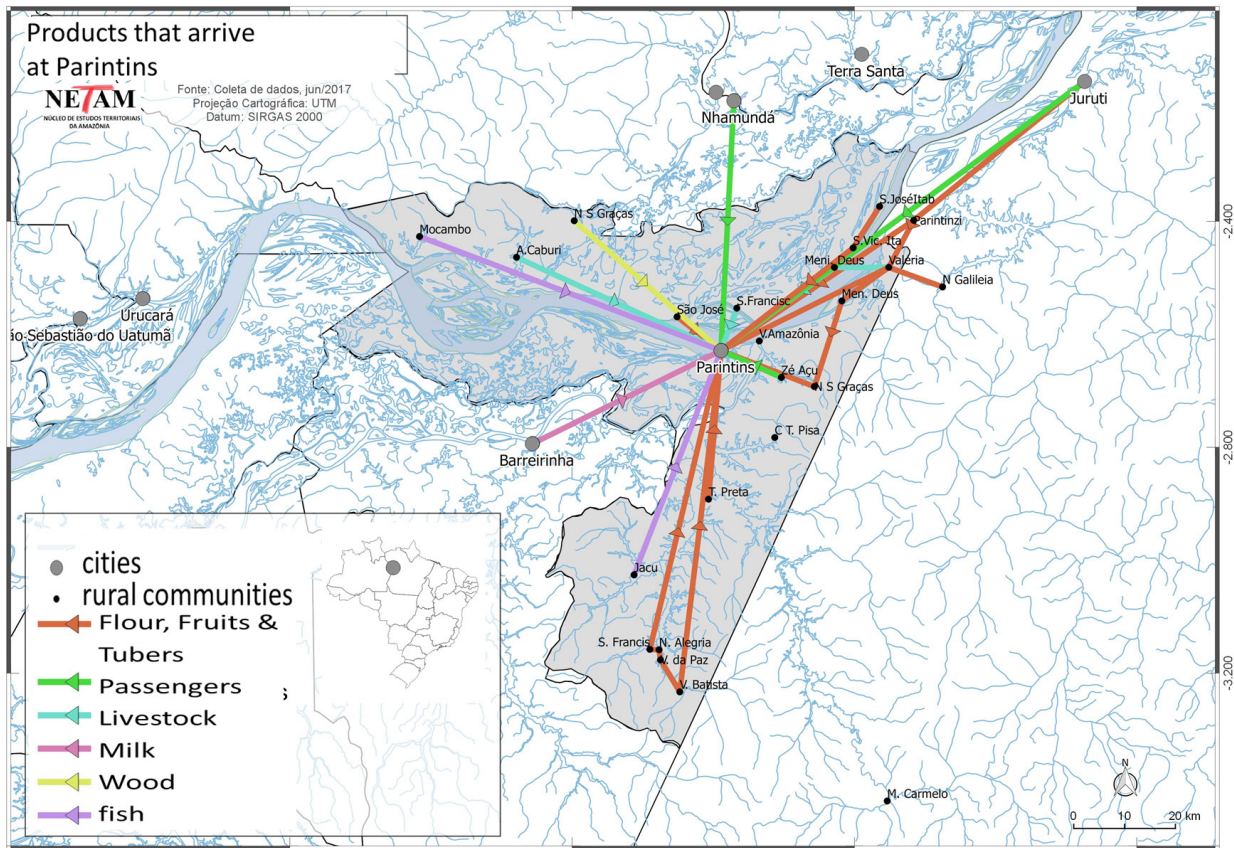 Products that arrive
at Parintins
NETAM
NÚCLEO DE ESTUDOS TERRITORIAIS
DA AMAZÔNIA
Fonte: Coleta de dados, jun/2017
Projeção Cartográfica: UTM
Datum: SIRGAS 2000
Terra Santa
Juruti
Nhamundá
S.JoséItab
N S Graças
Parintinzi
Mocambo
A.Caburi
S.Vic. Ita
Meni. Deus
Valéria
N Galileia
Men. Deus
S.Francisc
São José
Urucará
ão-Sebastião do Uatumã
V.Amazônia
Parintins
Zé Açu
N S Graças
C T. Pisa
Barreirinha
T. Preta
Jacu
S. Francis
N. Alegria
V. da Paz
V. Batista
M. Carmelo
-2.400
-2.800
-3.200
cities
rural communities
Flour, Fruits &
Tubers
Passengers
Livestock
Milk
Wood
fish
N
0 10 20 km